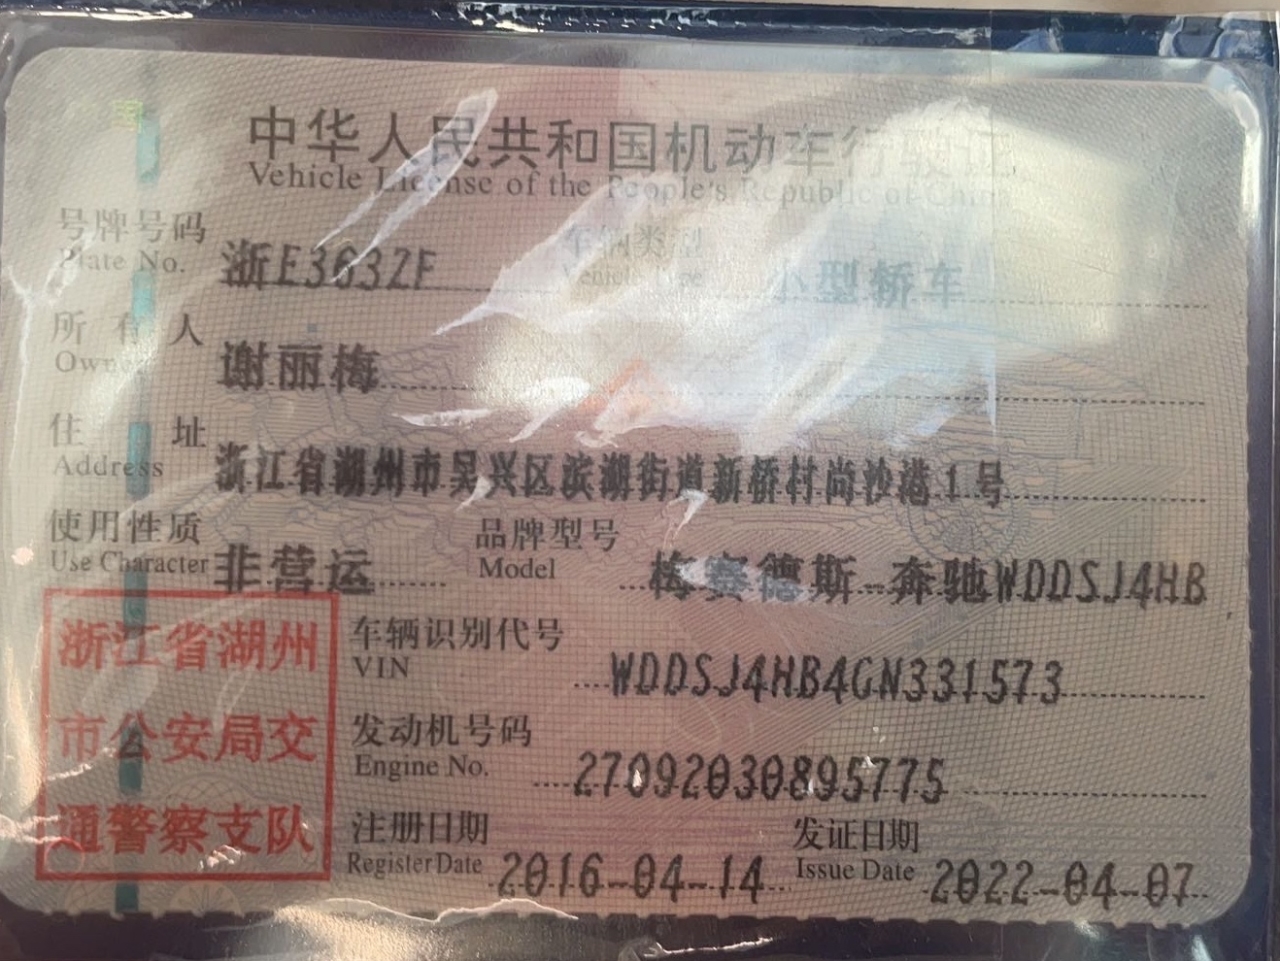 中华人民共和国机动车行驶证
Vehicle License of the People's Republic of China
号牌号码 浙E363ZF 车辆类型 小型轿车
Plate No. Vehicle Type
所有人 谢丽梅
Owner
住址 浙江省湖州市吴兴区滨湖街道新桥村尚沙港1号
Address
使用性质 非营运 品牌型号 梅赛德斯-奔驰WDDSJ4HB
Use Character Model
浙江省湖州
市公安局交
通警察支队
车辆识别代号 WDDSJ4HB4GN331573
VIN
发动机号码 27092030895775
Engine No.
注册日期 2016-04-14 发证日期 2022-04-07
Register Date Issue Date